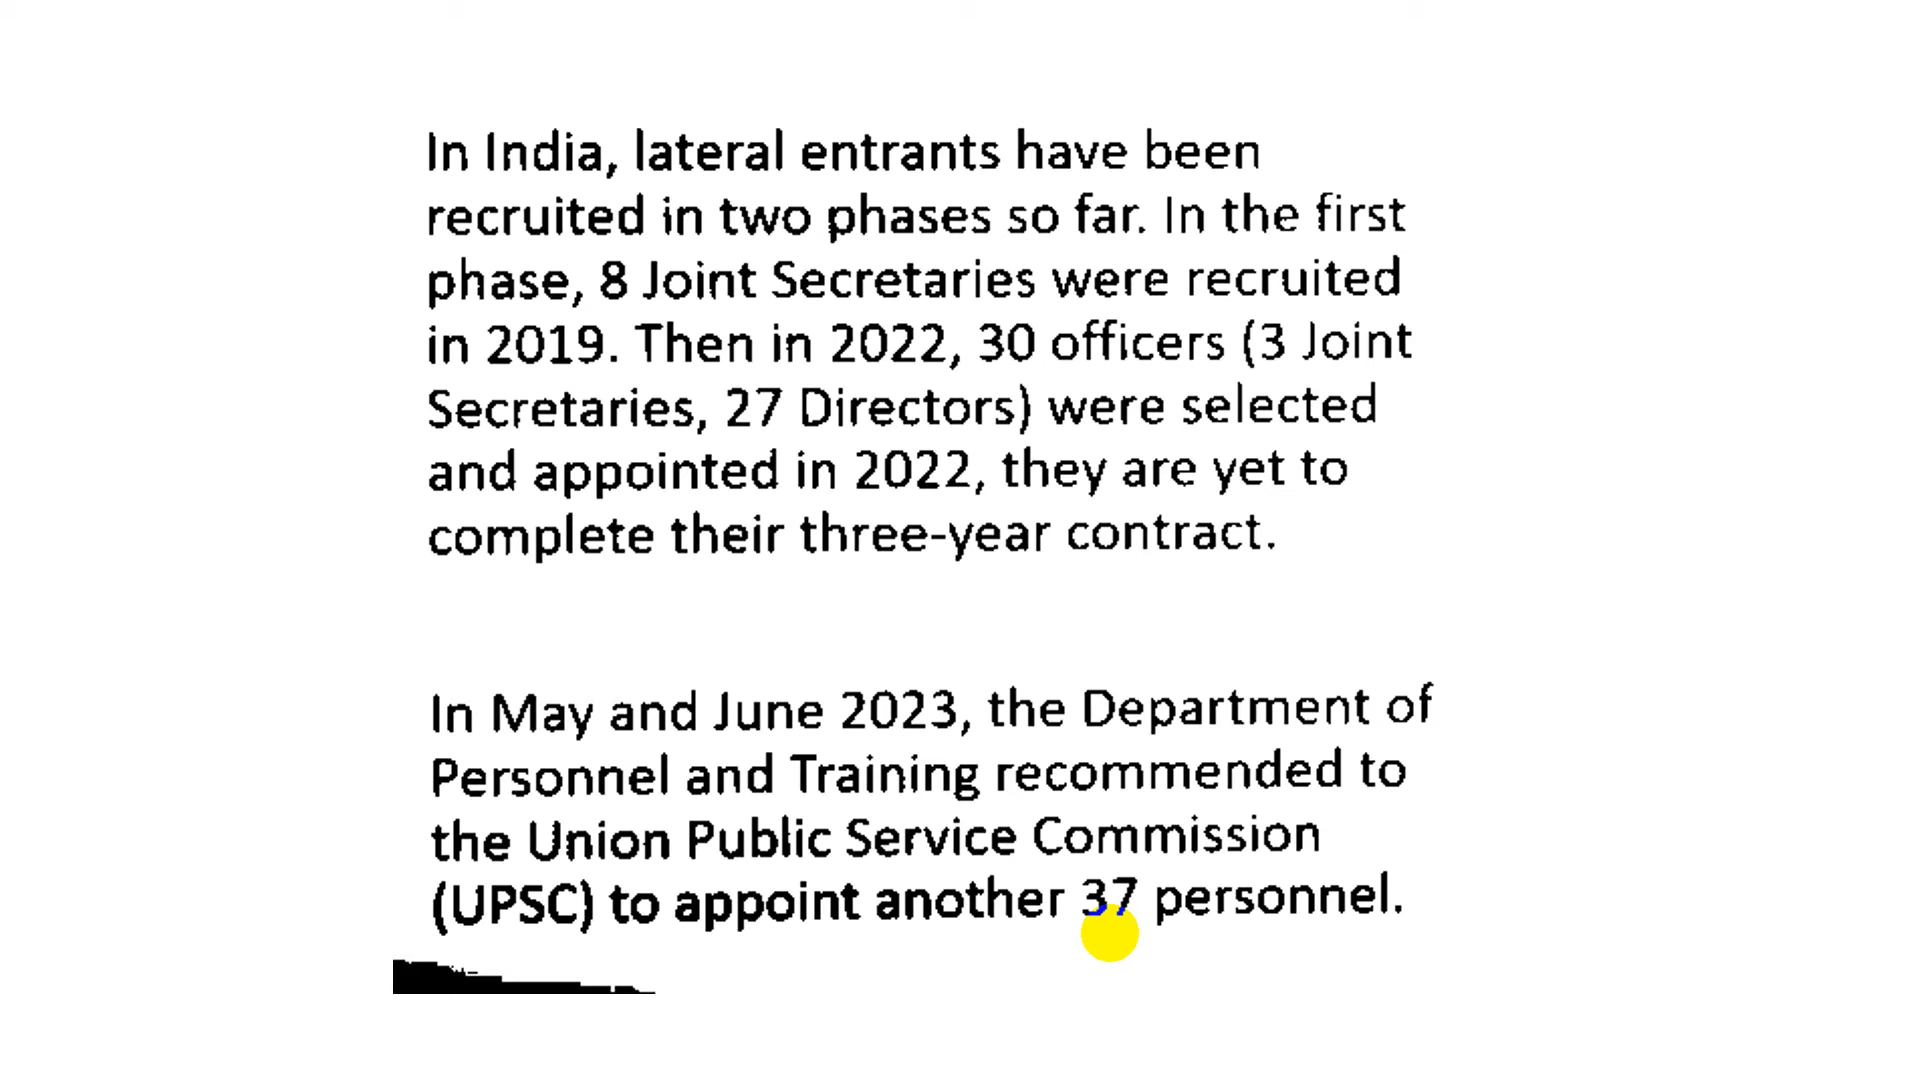 In India, lateral entrants have been
recruited in two phases so far. In the first
phase, 8 Joint Secretaries were recruited
in 2019. Then in 2022, 30 officers (3 Joint
Secretaries, 27 Directors) were selected
and appointed in 2022, they are yet to
complete their three-year contract.
In May and June 2023, the Department of
Personnel and Training recommended to
the Union Public Service Commission
(UPSC) to appoint another 37 personnel.